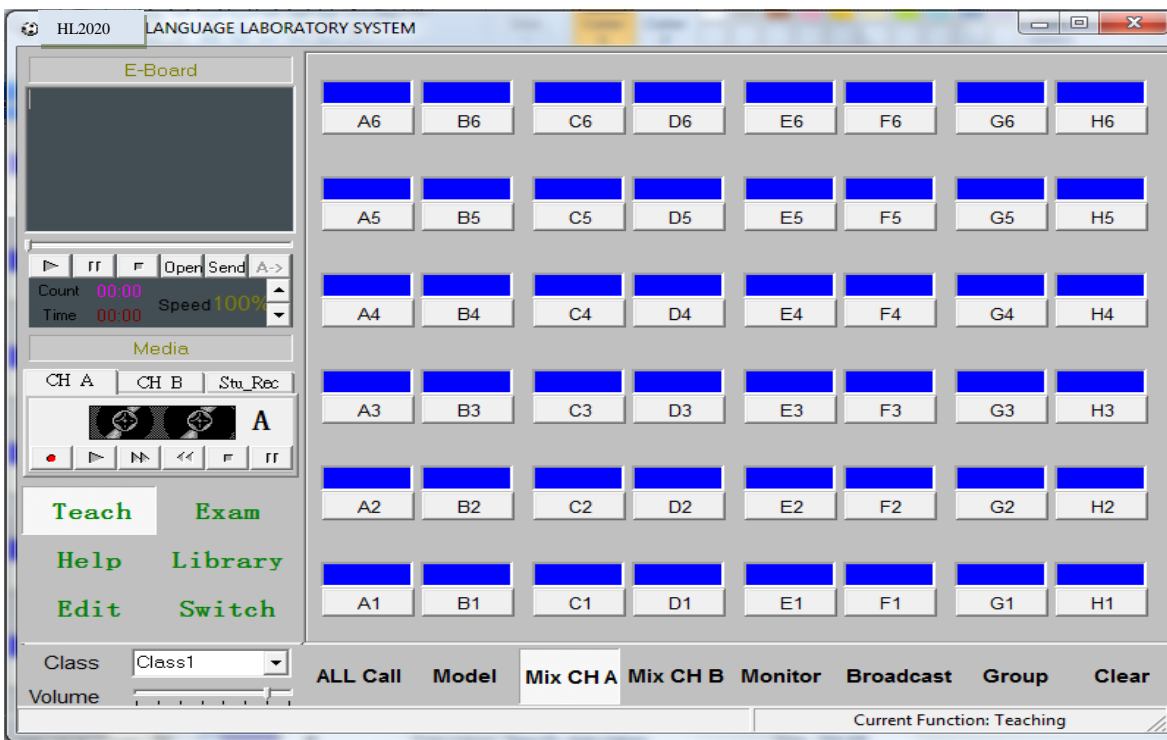 HL2020 LANGUAGE LABORATORY SYSTEM
E-Board
Open Send A->
Count 00:00
Speed 100%
Time 00:00
Media
CH A CH B Stu_Rec
A
Teach Exam
Help Library
Edit Switch
Class Class1
Volume
A6 B6 C6 D6 E6 F6 G6 H6
A5 B5 C5 D5 E5 F5 G5 H5
A4 B4 C4 D4 E4 F4 G4 H4
A3 B3 C3 D3 E3 F3 G3 H3
A2 B2 C2 D2 E2 F2 G2 H2
A1 B1 C1 D1 E1 F1 G1 H1
ALL Call Model Mix CH A Mix CH B Monitor Broadcast Group Clear
Current Function: Teaching